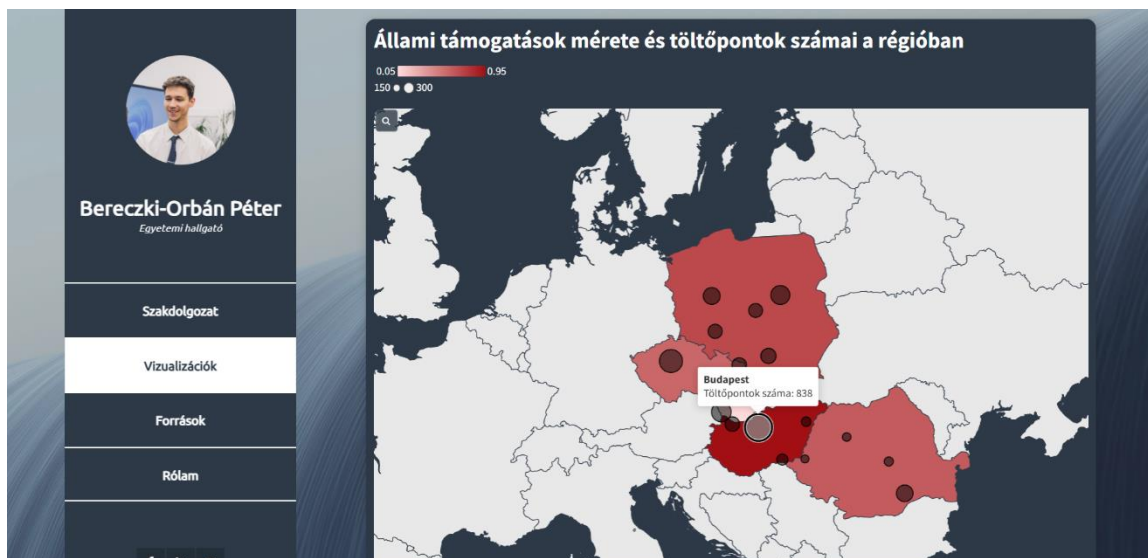 Bereczki-Orbán Péter
Egyetemi hallgató
Szakdolgozat
Vizualizációk
Források
Rólam
Állami támogatások mérete és töltőpontok számai a régióban
0.05 0.95
150 300
Budapest
Töltőpontok száma: 838